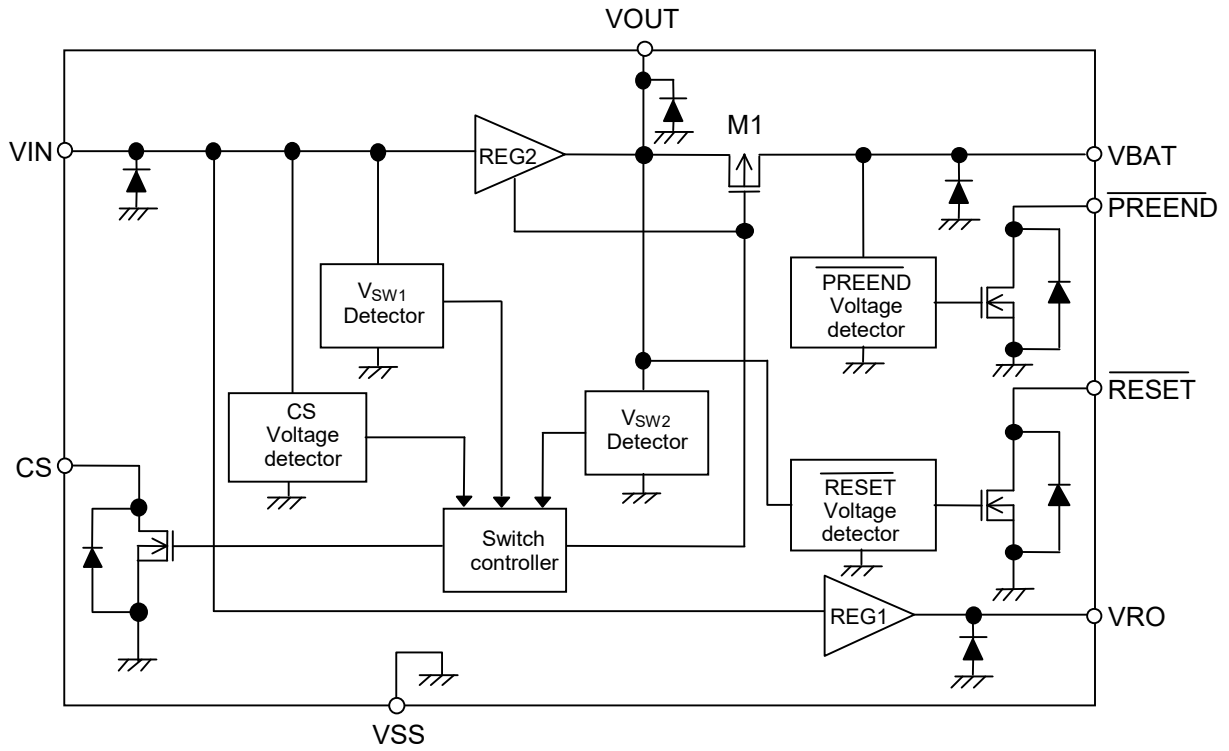 VOUT
VIN
REG2
M1
VBAT
PREEND
VSW1
Detector
PREEND
Voltage
detector
CS
Voltage
detector
VSW2
Detector
RESET
CS
RESET
Voltage
detector
Switch
controller
REG1
VRO
VSS